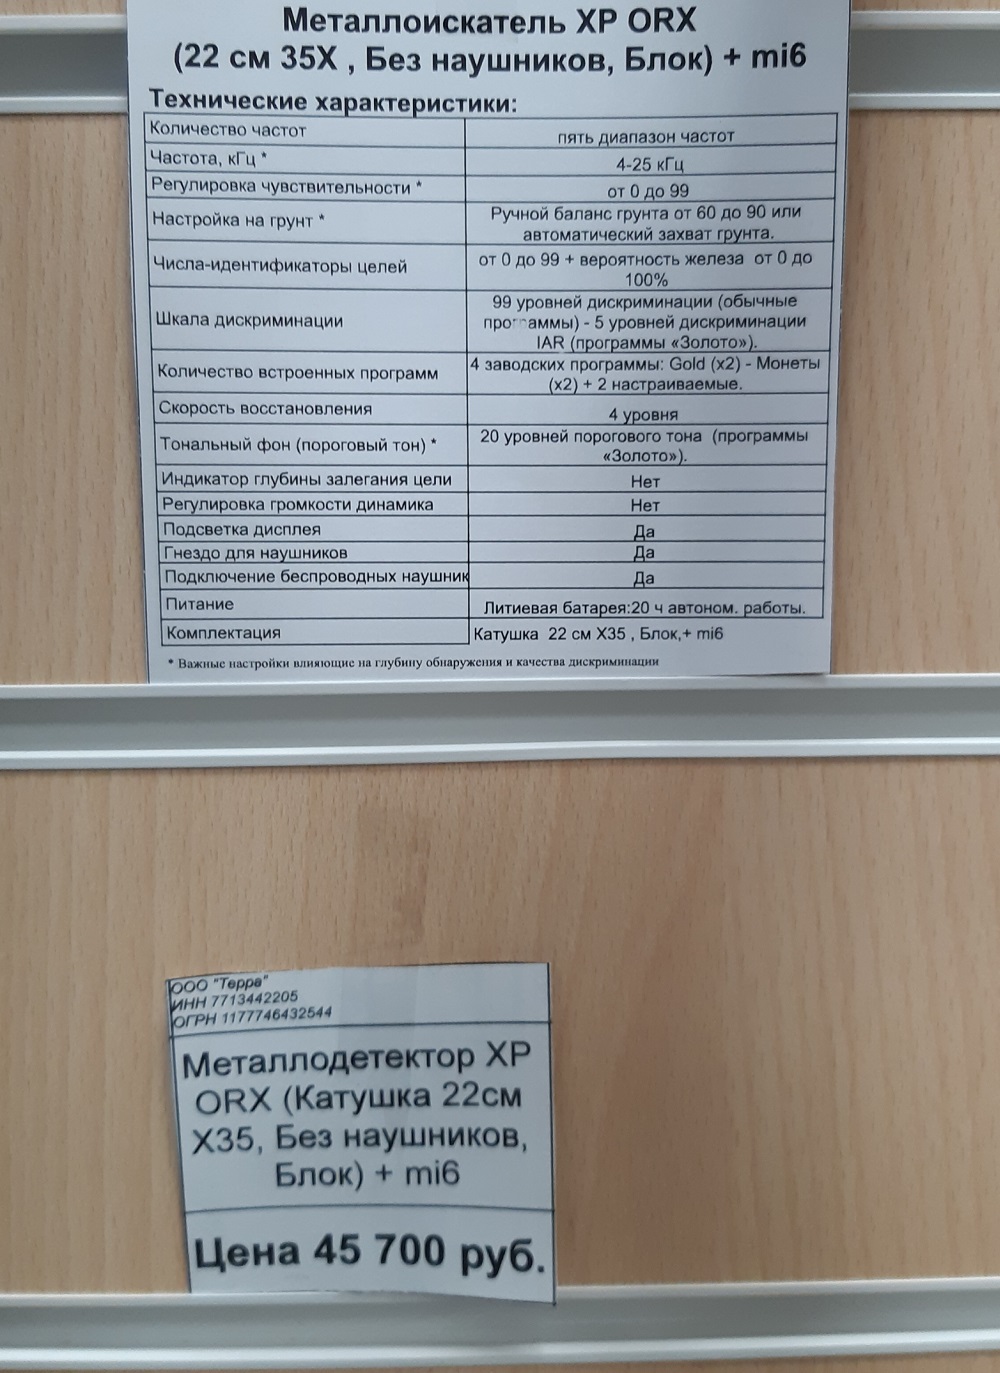 Металлоискатель XP ORX
(22 см 35X , Без наушников, Блок) + mi6
Технические характеристики:
Количество частот
пять диапазон частот
Частота, кГц *
4-25 кГц
Регулировка чувствительности *
от 0 до 99
Настройка на грунт *
Ручной баланс грунта от 60 до 90 или
автоматический захват грунта.
Числа-идентификаторы целей
от 0 до 99 + вероятность железа от 0 до
100%
Шкала дискриминации
99 уровней дискриминации (обычные
программы) - 5 уровней дискриминации
IAR (программы «Золото»).
Количество встроенных программ
4 заводских программы: Gold (x2) - Монеты
(x2) + 2 настраиваемые.
Скорость восстановления
4 уровня
Тональный фон (пороговый тон) *
20 уровней порогового тона (программы
«Золото»).
Индикатор глубины залегания цели
Нет
Регулировка громкости динамика
Нет
Подсветка дисплея
Да
Гнездо для наушников
Да
Подключение беспроводных наушник
Да
Питание
Литиевая батарея:20 ч автоном. работы.
Комплектация
Катушка 22 см X35 , Блок,+ mi6
* Важные настройки влияющие на глубину обнаружения и качества дискриминации
ООО "Терра"
ИНН 7713442205
ОГРН 1177746432544
Металлодетектор XP
ORX (Катушка 22см
X35, Без наушников,
Блок) + mi6
Цена 45 700 руб.